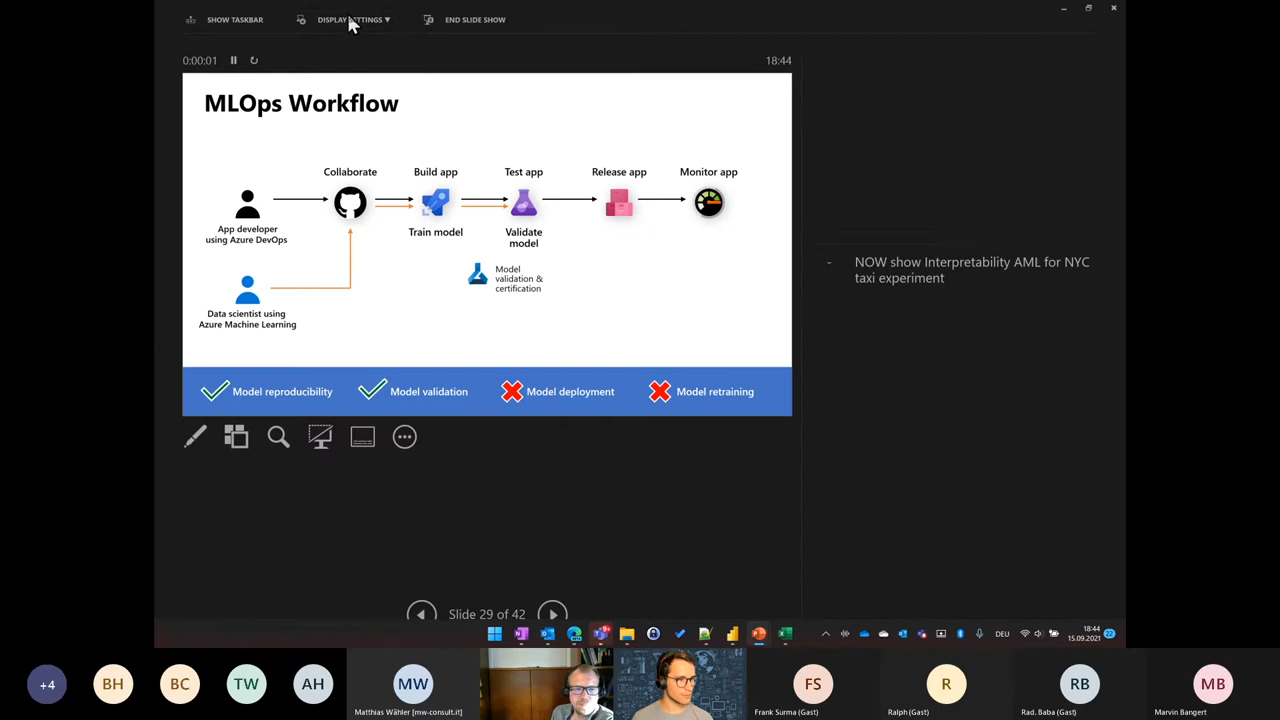 SHOW TASKBAR
DISPLAY SETTINGS ▼
END SLIDE SHOW
0:00:01
18:44
MLOps Workflow
Collaborate
Build app
Test app
Release app
Monitor app
App developer
using Azure DevOps
Train model
Validate
model
Model
validation &
certification
Data scientist using
Azure Machine Learning
Model reproducibility
Model validation
Model deployment
Model retraining
- NOW show Interpretability AML for NYC
taxi experiment
Slide 29 of 42
DEU
18:44
15.09.2021
22
+4
BH
BC
TW
AH
MW
Matthias Wähler [mw-consult.it]
FS
Frank Surma (Gast)
R
Ralph (Gast)
RB
Rad. Baba (Gast)
MB
Marvin Bangert